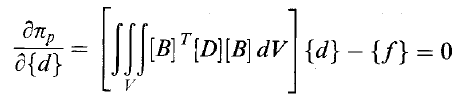 ∂π_p/∂{d} = [∭_V [B]^T [D][B] dV] {d} − {f} = 0